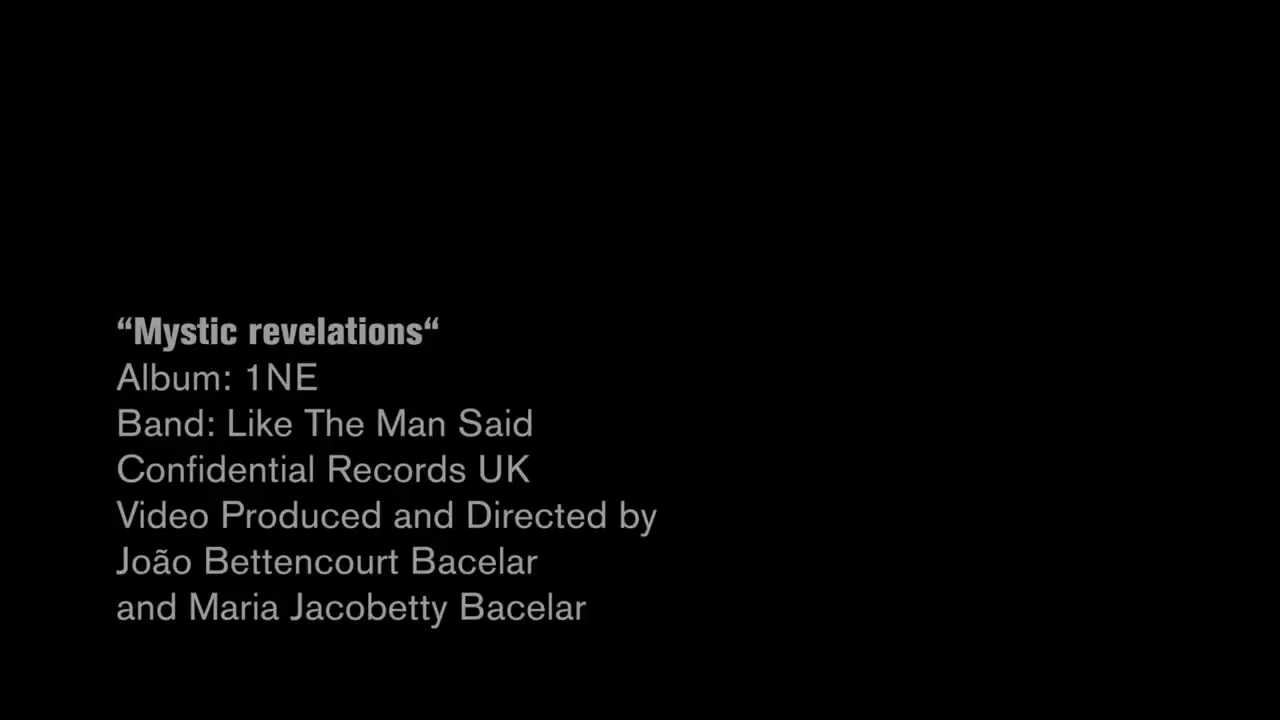 “Mystic revelations“
Album: 1NE
Band: Like The Man Said
Confidential Records UK
Video Produced and Directed by
João Bettencourt Bacelar
and Maria Jacobetty Bacelar